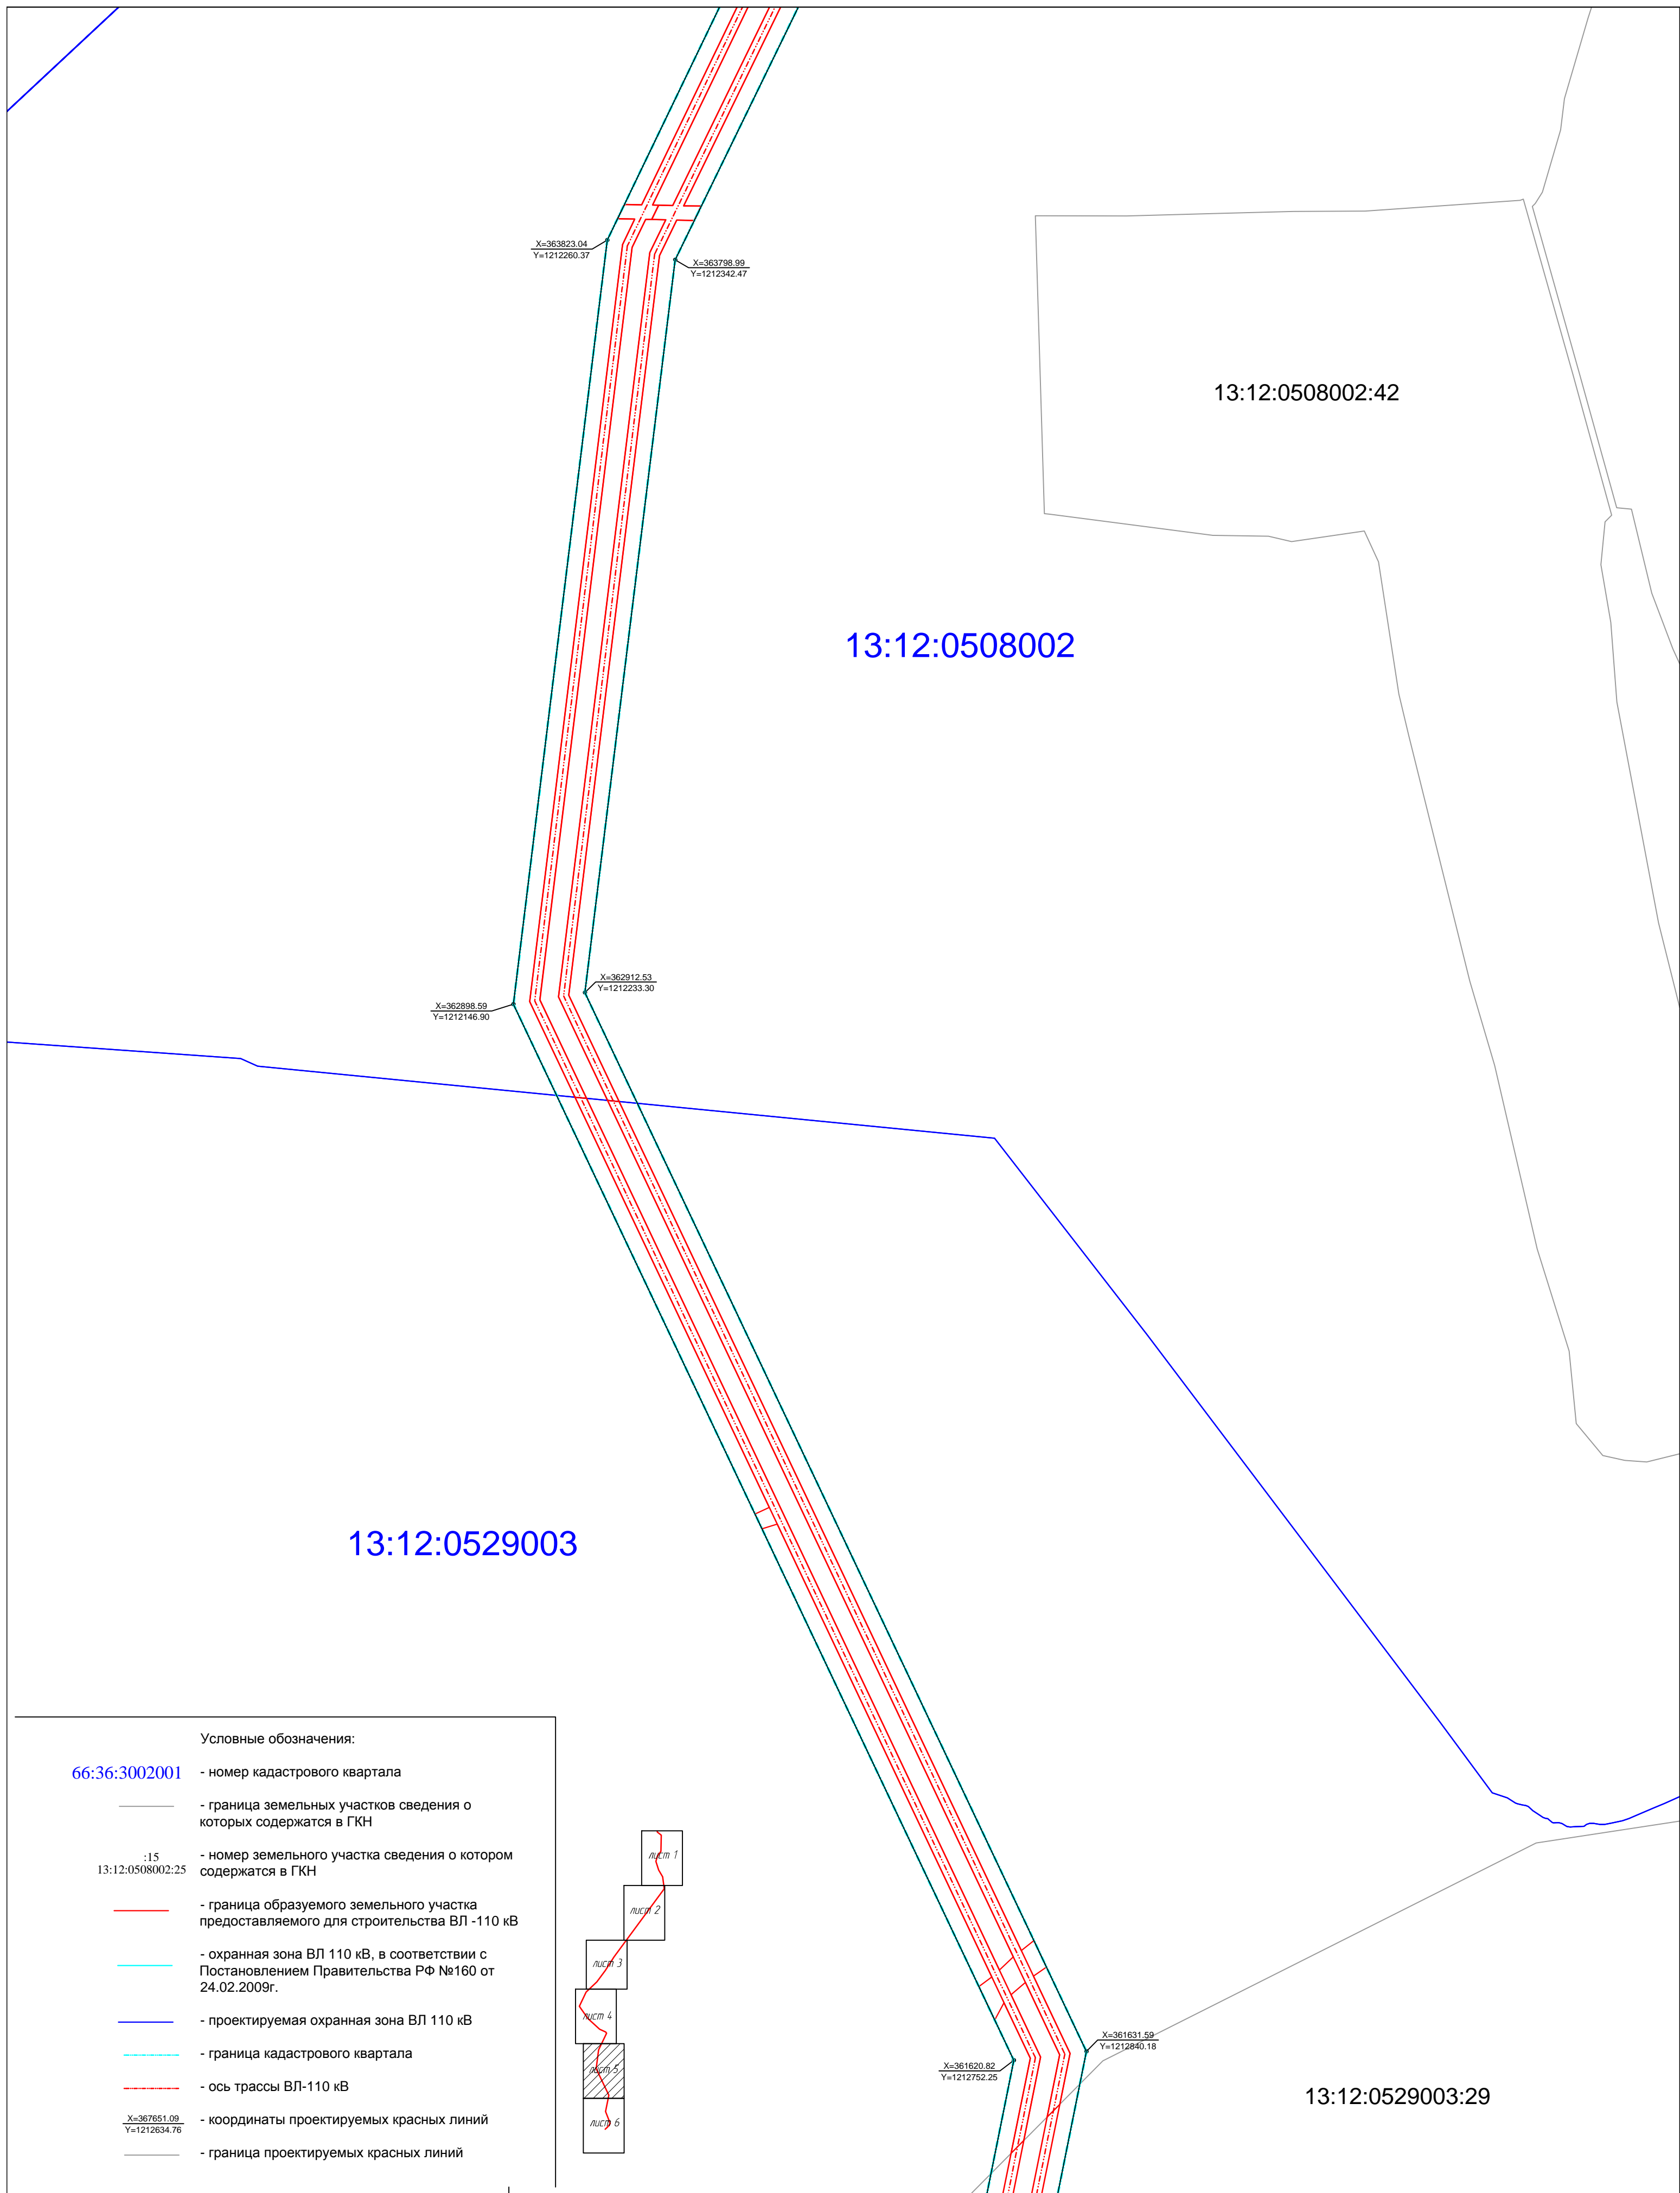 X=363823.04
Y=1212260.37
X=363798.99
Y=1212342.47
13:12:0508002:42
13:12:0508002
X=362912.53
Y=1212233.30
X=362898.59
Y=1212146.90
13:12:0529003
X=361631.59
Y=1212840.18
X=361620.82
Y=1212752.25
13:12:0529003:29
Условные обозначения:
66:36:3002001 - номер кадастрового квартала
- граница земельных участков сведения о
которых содержатся в ГКН
:15
13:12:0508002:25
- номер земельного участка сведения о котором
содержатся в ГКН
- граница образуемого земельного участка
предоставляемого для строительства ВЛ -110 кВ
- охранная зона ВЛ 110 кВ, в соответствии с
Постановлением Правительства РФ №160 от
24.02.2009г.
- проектируемая охранная зона ВЛ 110 кВ
- граница кадастрового квартала
- ось трассы ВЛ-110 кВ
X=367651.09
Y=1212634.76
- координаты проектируемых красных линий
- граница проектируемых красных линий
лист 1
лист 2
лист 3
лист 4
лист 5
лист 6